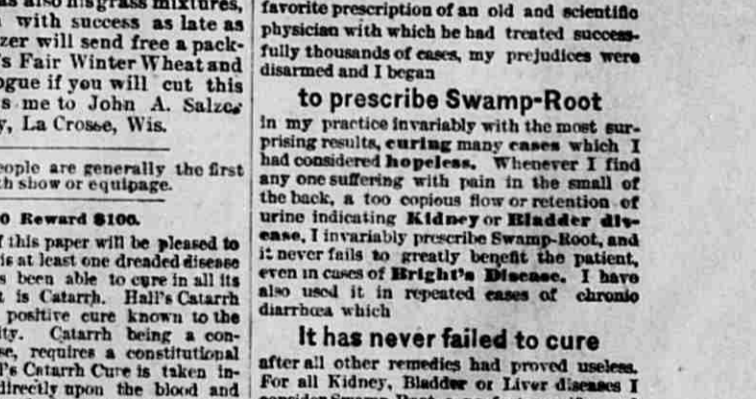 with success as late as
zer will send free a pack-
's Fair Winter Wheat and
ogue if you will cut this
s me to John A. Salzer
y, La Crosse, Wis.
eople are generally the first
h show or equipage.
0 Reward $100.
f this paper will be pleased to
is at least one dreaded disease
s been able to cure in all its
t is Catarrh. Hall's Catarrh
positive cure known to the
ity. Catarrh being a con-
se, requires a constitutional
l's Catarrh Cure is taken in-
directly upon the blood and
favorite prescription of an old and scientific
physician with which he had treated success-
fully thousands of cases, my prejudices were
disarmed and I began
to prescribe Swamp-Root
in my practice invariably with the most sur-
prising results, curing many cases which I
had considered hopeless. Whenever I find
any one suffering with pain in the small of
the back, a too copious flow or retention of
urine indicating Kidney or Bladder dis-
ease, I invariably prescribe Swamp-Root, and
it never fails to greatly benefit the patient,
even in cases of Bright's Disease. I have
also used it in repeated cases of chronic
diarrhœa which
It has never failed to cure
after all other remedies had proved useless.
For all Kidney, Bladder or Liver diseases I